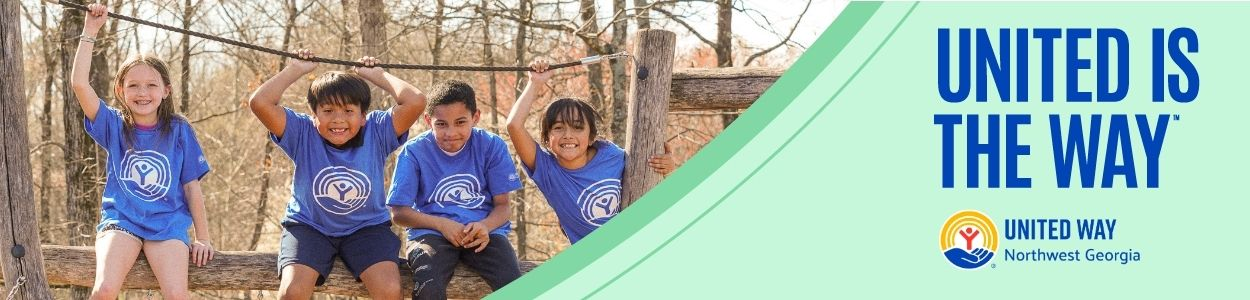 UNITED IS
THE WAY™
UNITED WAY
Northwest Georgia